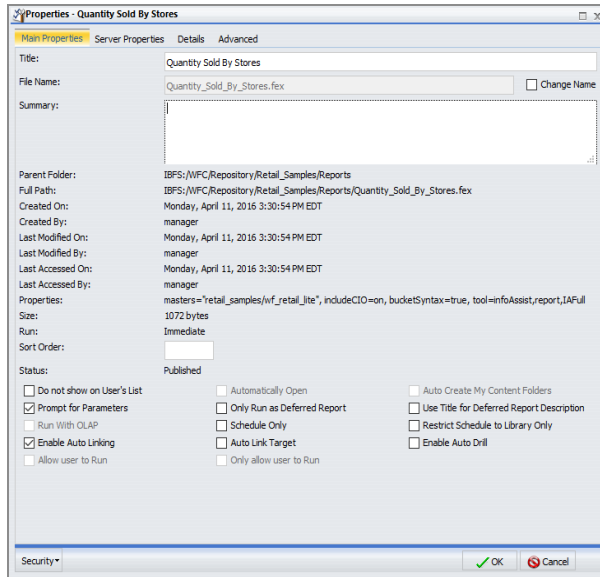 Properties - Quantity Sold By Stores
Main Properties Server Properties Details Advanced
Title: Quantity Sold By Stores
File Name: Quantity_Sold_By_Stores.fex Change Name
Summary:
Parent Folder: IBFS:/WFC/Repository/Retail_Samples/Reports
Full Path: IBFS:/WFC/Repository/Retail_Samples/Reports/Quantity_Sold_By_Stores.fex
Created On: Monday, April 11, 2016 3:30:54 PM EDT
Created By: manager
Last Modified On: Monday, April 11, 2016 3:30:54 PM EDT
Last Modified By: manager
Last Accessed On: Monday, April 11, 2016 3:30:54 PM EDT
Last Accessed By: manager
Properties: masters="retail_samples/wf_retail_lite", includeCIO=on, bucketSyntax=true, tool=infoAssist,report,IAFull
Size: 1072 bytes
Run: Immediate
Sort Order:
Status: Published
Do not show on User's List Automatically Open Auto Create My Content Folders
Prompt for Parameters Only Run as Deferred Report Use Title for Deferred Report Description
Run With OLAP Schedule Only Restrict Schedule to Library Only
Enable Auto Linking Auto Link Target Enable Auto Drill
Allow user to Run Only allow user to Run
Security OK Cancel